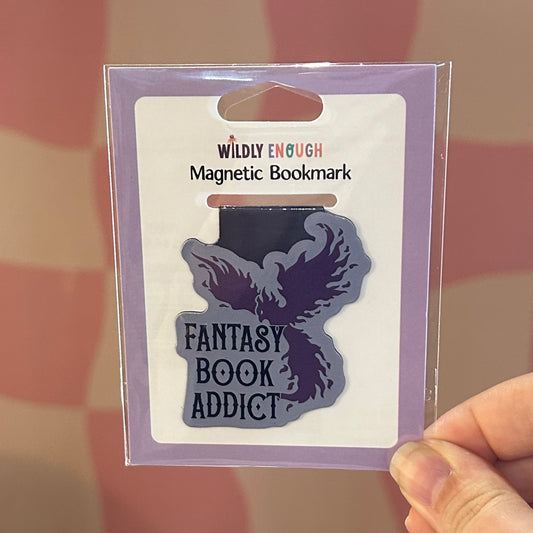 WILDLY ENOUGH
Magnetic Bookmark
FANTASY
BOOK
ADDICT